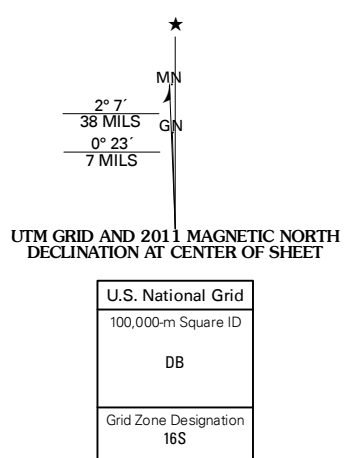 ★
MN
2° 7´
38 MILS
GN
0° 23´
7 MILS
UTM GRID AND 2011 MAGNETIC NORTH
DECLINATION AT CENTER OF SHEET
U.S. National Grid
100,000-m Square ID
DB
Grid Zone Designation
16S